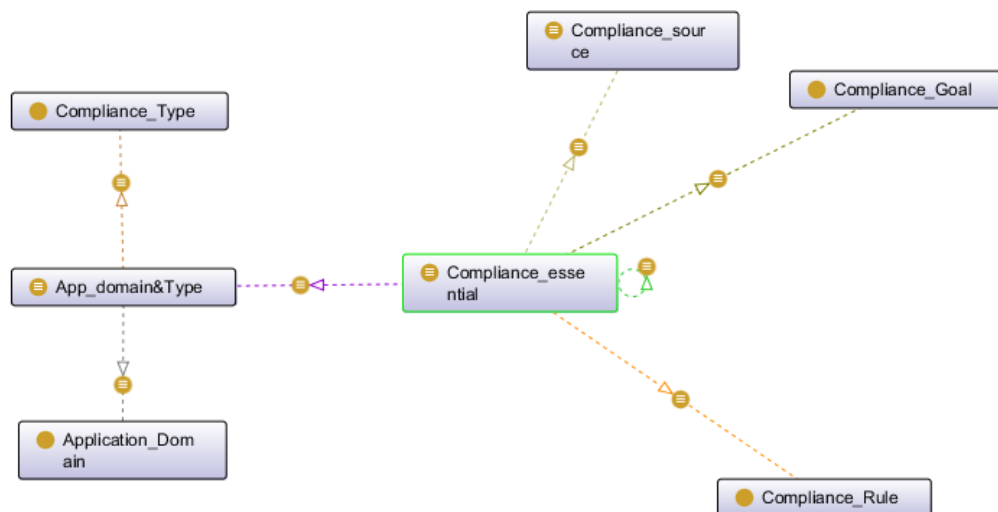 Compliance_sour
ce
Compliance_Goal
Compliance_Type
Compliance_esse
ntial
App_domain&Type
Application_Dom
ain
Compliance_Rule